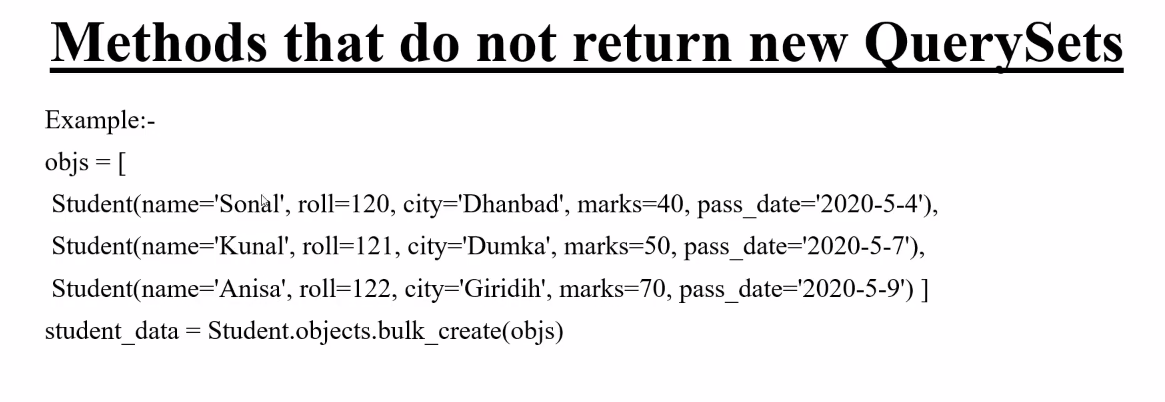 Methods that do not return new QuerySets
Example:-
objs = [
Student(name='Sonal', roll=120, city='Dhanbad', marks=40, pass_date='2020-5-4'),
Student(name='Kunal', roll=121, city='Dumka', marks=50, pass_date='2020-5-7'),
Student(name='Anisa', roll=122, city='Giridih', marks=70, pass_date='2020-5-9') ]
student_data = Student.objects.bulk_create(objs)